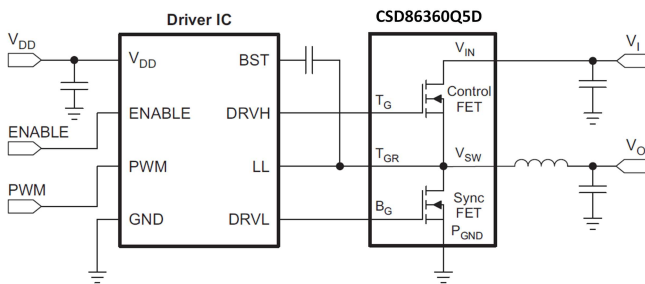 Driver IC
CSD86360Q5D
VDD
VDD
BST
VIN
VI
ENABLE
ENABLE
DRVH
TG
Control
FET
PWM
PWM
LL
TGR
VSW
VO
GND
DRVL
BG
Sync
FET
PGND